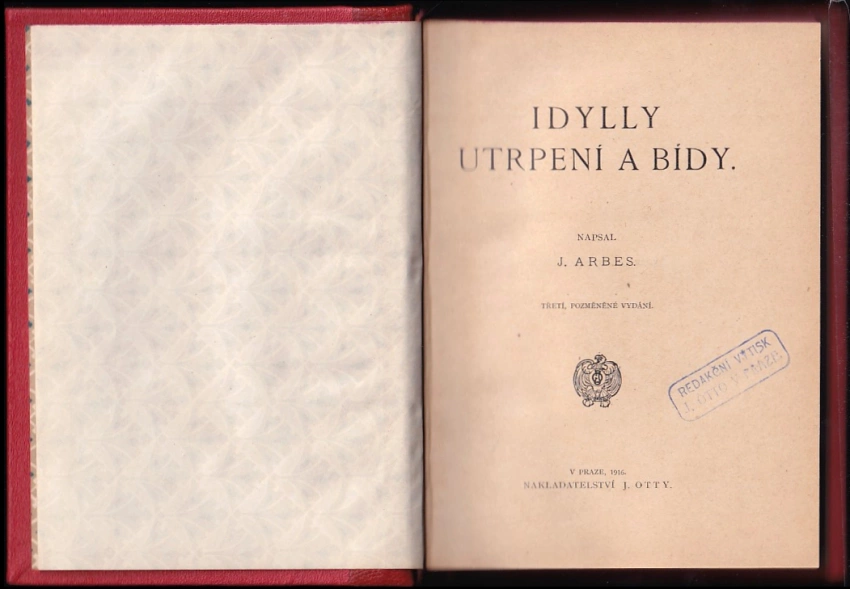 IDYLLY
UTRPENÍ A BÍDY.
NAPSAL
J. ARBES.
TŘETÍ, POZMĚNĚNÉ VYDÁNÍ.
REDAKČNÍ VÝTISK
J. OTTO V PRAZE.
V PRAZE, 1916.
NAKLADATELSTVÍ J. OTTY.